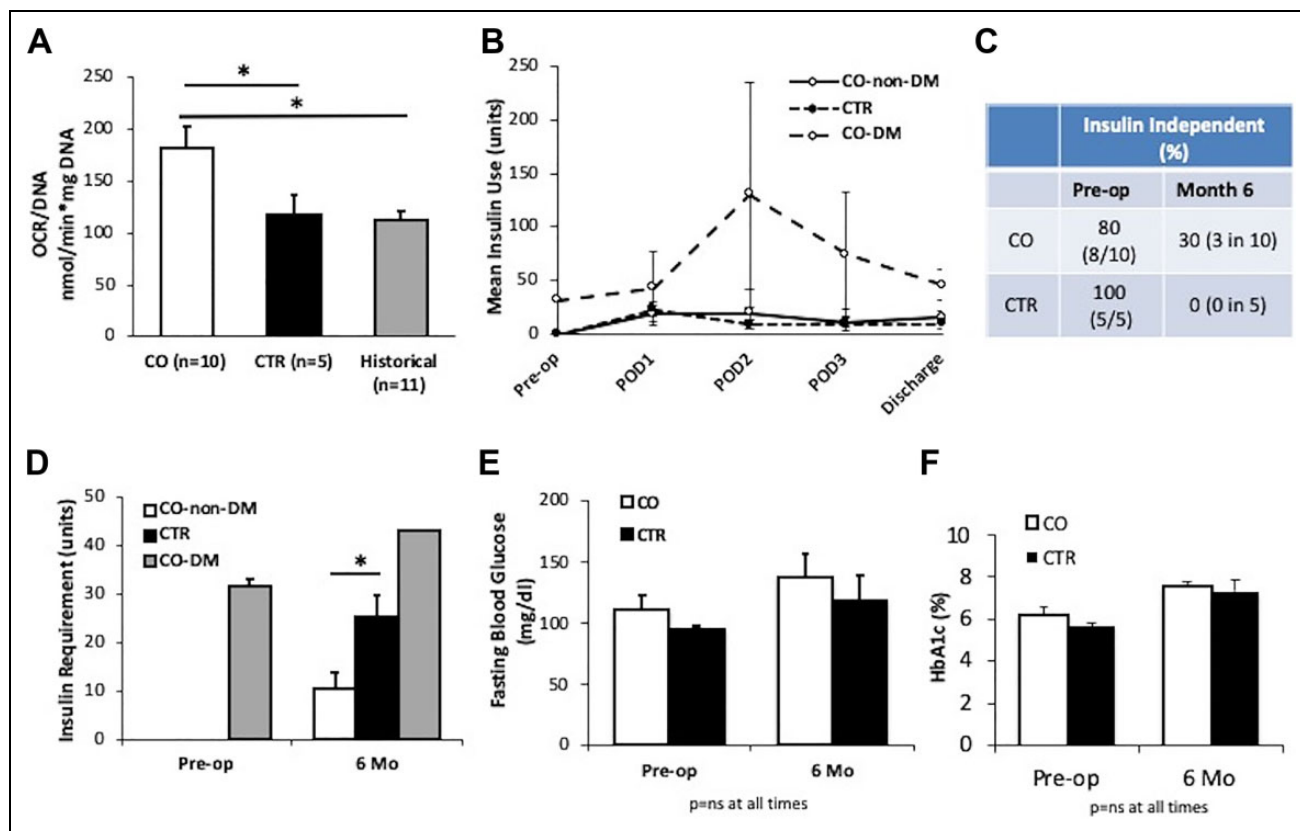 A
*
*
250
200
150
100
50
0
OCR/DNA
nmol/min*mg DNA
CO (n=10)
CTR (n=5)
Historical
(n=11)
B
250
200
150
100
50
0
Mean Insulin Use (units)
CO-non-DM
CTR
CO-DM
Pre-op
POD1
POD2
POD3
Discharge
C
Insulin Independent
(%)
Pre-op
Month 6
CO
80
(8/10)
30 (3 in 10)
CTR
100
(5/5)
0 (0 in 5)
D
50
40
30
20
10
0
Insulin Requirement (units)
CO-non-DM
CTR
CO-DM
*
Pre-op
6 Mo
E
200
150
100
50
0
Fasting Blood Glucose
(mg/dl)
CO
CTR
Pre-op
6 Mo
p=ns at all times
F
10
8
6
4
2
0
HbA1c (%)
CO
CTR
Pre-op
6 Mo
p=ns at all times